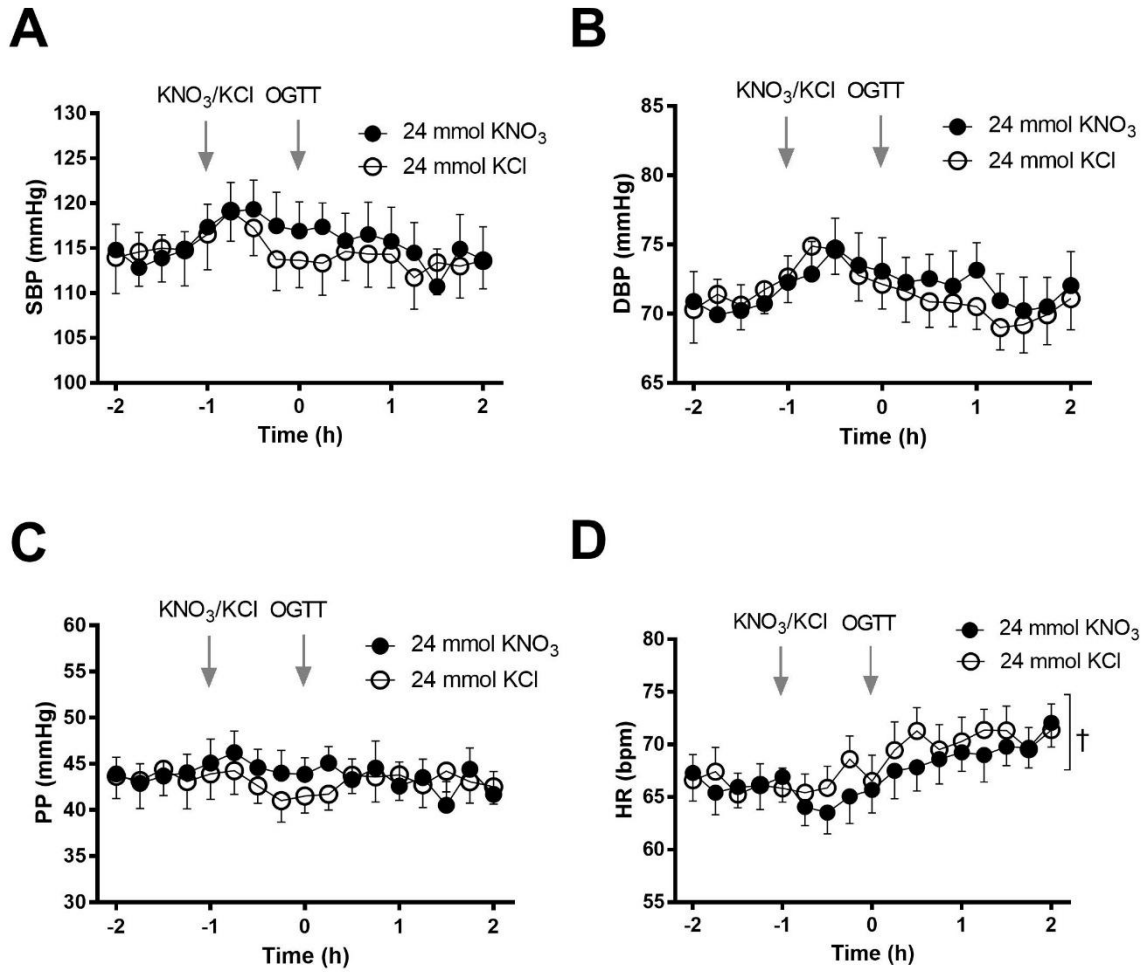 A
KNO₃/KCl OGTT
24 mmol KNO₃
24 mmol KCl
SBP (mmHg)
130
125
120
115
110
105
100
-2 -1 0 1 2
Time (h)
B
KNO₃/KCl OGTT
24 mmol KNO₃
24 mmol KCl
DBP (mmHg)
85
80
75
70
65
-2 -1 0 1 2
Time (h)
C
KNO₃/KCl OGTT
24 mmol KNO₃
24 mmol KCl
PP (mmHg)
60
55
50
45
40
35
30
-2 -1 0 1 2
Time (h)
D
KNO₃/KCl OGTT
24 mmol KNO₃
24 mmol KCl
HR (bpm)
80
75
70
65
60
55
†
-2 -1 0 1 2
Time (h)